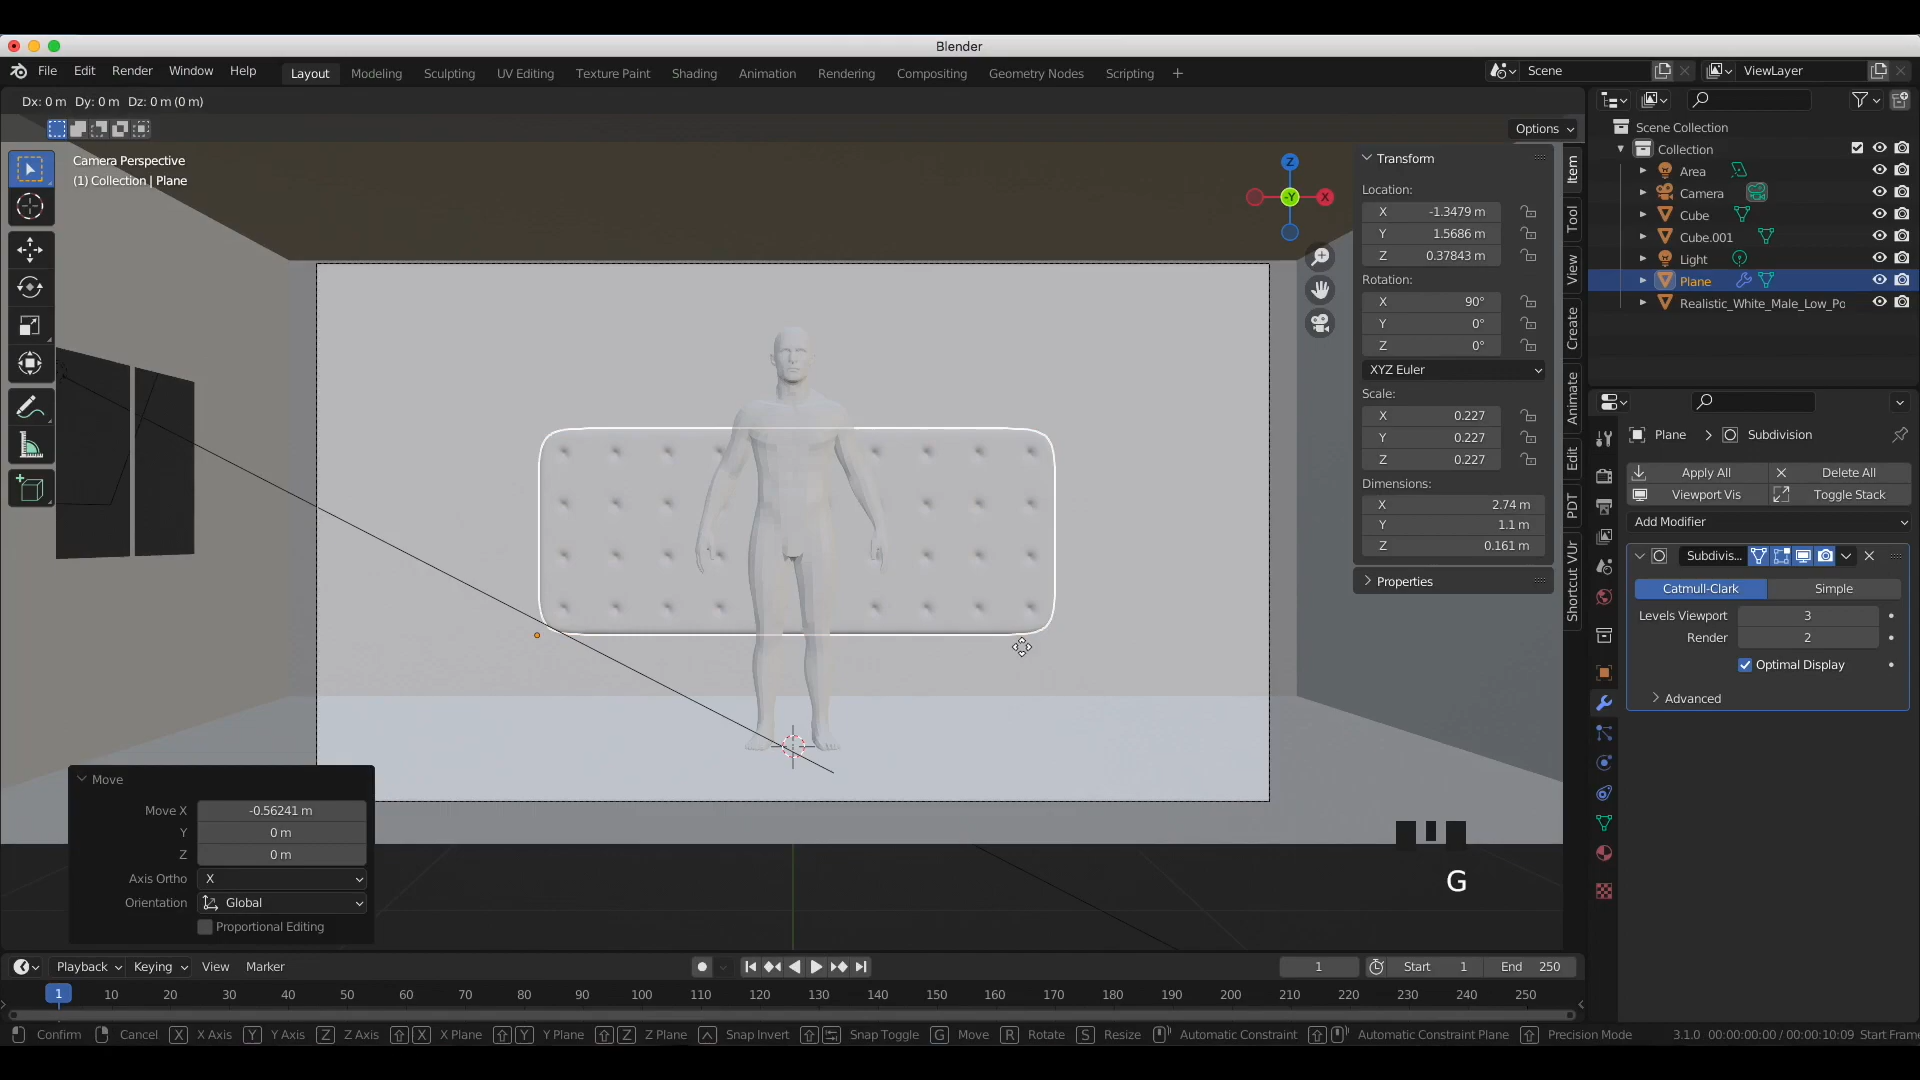 Blender
File Edit Render Window Help
Layout Modeling Sculpting UV Editing Texture Paint Shading Animation Rendering Compositing Geometry Nodes Scripting +
Scene
ViewLayer
Dx: 0 m Dy: 0 m Dz: 0 m (0 m)
Options
Camera Perspective
(1) Collection | Plane
Z
-Y
X
Transform
Location:
X -1.3479 m
Y 1.5686 m
Z 0.37843 m
Rotation:
X 90°
Y 0°
Z 0°
XYZ Euler
Scale:
X 0.227
Y 0.227
Z 0.227
Dimensions:
X 2.74 m
Y 1.1 m
Z 0.161 m
Properties
Item
Tool
View
Create
Animate
Edit
PDT
Shortcut VUr
Scene Collection
Collection
Area
Camera
Cube
Cube.001
Light
Plane
Realistic_White_Male_Low_Po
Plane > Subdivision
Apply All
Delete All
Viewport Vis
Toggle Stack
Add Modifier
Subdivis...
Catmull-Clark Simple
Levels Viewport 3
Render 2
Optimal Display
Advanced
Move
Move X -0.56241 m
Y 0 m
Z 0 m
Axis Ortho X
Orientation Global
Proportional Editing
G
Playback Keying View Marker
1 Start 1 End 250
1 10 20 30 40 50 60 70 80 90 100 110 120 130 140 150 160 170 180 190 200 210 220 230 240 250
Confirm Cancel X X Axis Y Y Axis Z Z Axis X X Plane Y Y Plane Z Z Plane Snap Invert Snap Toggle G Move R Rotate S Resize Automatic Constraint Automatic Constraint Plane Precision Mode 3.1.0 00:00:00:00 / 00:00:10:09 Start Frame